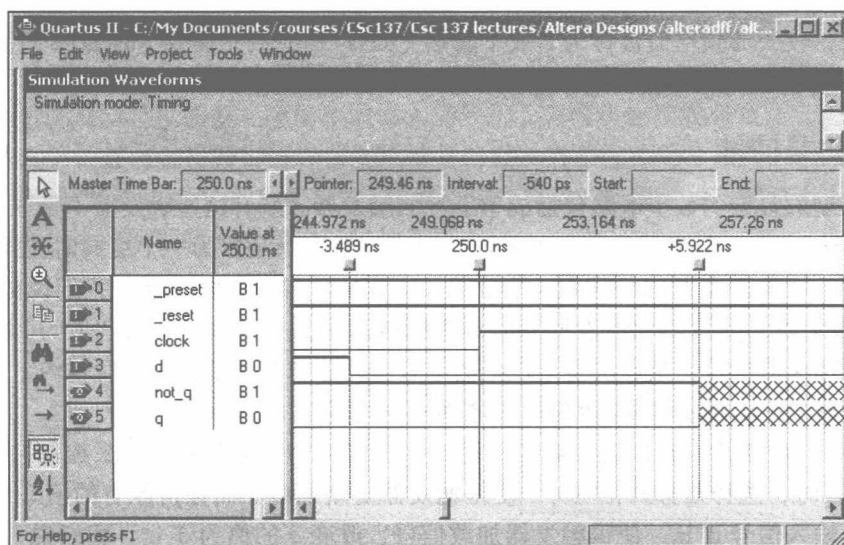 Quartus II - C:/My Documents/courses/CSc137/Csc 137 lectures/Altera Designs/alteradff/alt...
File Edit View Project Tools Window
Simulation Waveforms
Simulation mode: Timing
Master Time Bar: 250.0 ns Pointer: 249.46 ns Interval: -540 ps Start: End:
Name Value at 250.0 ns 244.972 ns 249.068 ns 253.164 ns 257.26 ns
-3.489 ns 250.0 ns +5.922 ns
0 _preset B 1
1 _reset B 1
2 clock B 1
3 d B 0
4 not_q B 1
5 q B 0
For Help, press F1